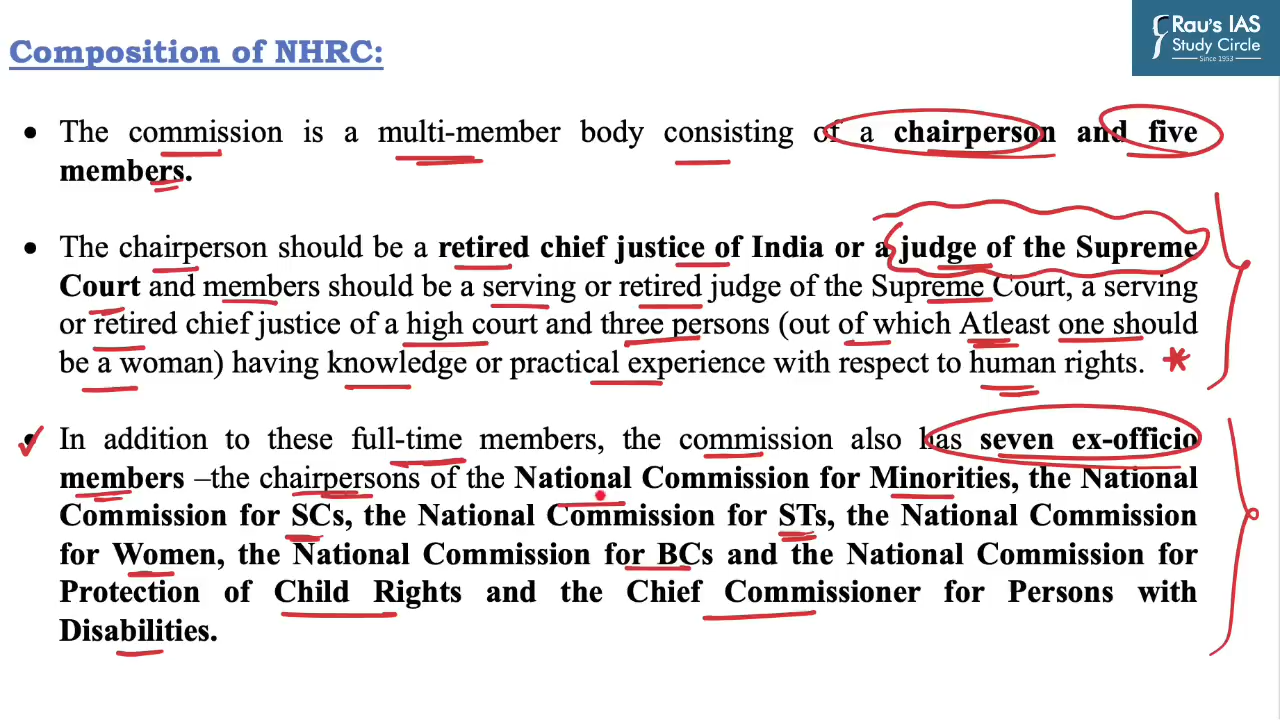 Rau's IAS
Study Circle
Since 1953
Composition of NHRC:
• The commission is a multi-member body consisting of a chairperson and five
members.
• The chairperson should be a retired chief justice of India or a judge of the Supreme
Court and members should be a serving or retired judge of the Supreme Court, a serving
or retired chief justice of a high court and three persons (out of which Atleast one should
be a woman) having knowledge or practical experience with respect to human rights.
• In addition to these full-time members, the commission also has seven ex-officio
members –the chairpersons of the National Commission for Minorities, the National
Commission for SCs, the National Commission for STs, the National Commission
for Women, the National Commission for BCs and the National Commission for
Protection of Child Rights and the Chief Commissioner for Persons with
Disabilities.